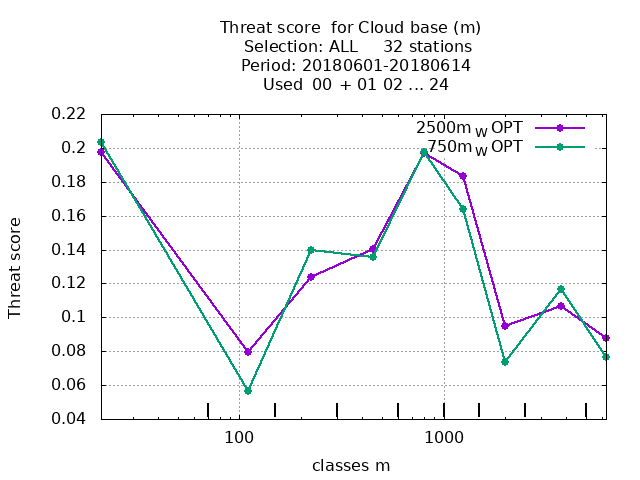 Threat score  for Cloud base (m)
Selection: ALL     32 stations
Period: 20180601-20180614
Used  00 + 01 02 ... 24
2500m W OPT
750m W OPT
0.22
0.2
0.18
0.16
0.14
0.12
0.1
0.08
0.06
0.04
Threat score
100 1000
classes m